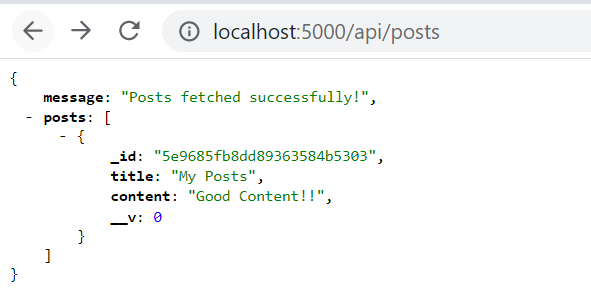 localhost:5000/api/posts
{
message: "Posts fetched successfully!",
- posts: [
- {
_id: "5e9685fb8dd89363584b5303",
title: "My Posts",
content: "Good Content!!",
__v: 0
}
]
}